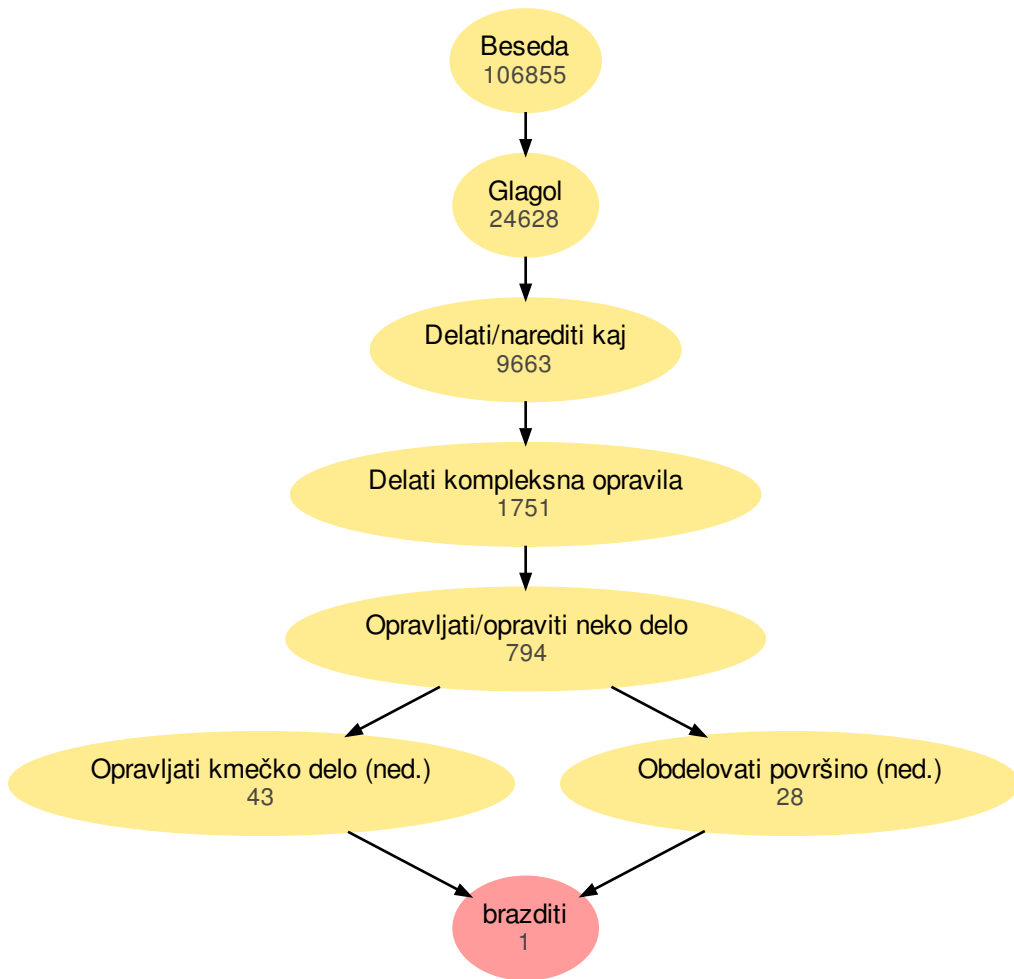 Beseda
106855
Glagol
24628
Delati/narediti kaj
9663
Delati kompleksna opravila
1751
Opravljati/opraviti neko delo
794
Opravljati kmečko delo (ned.)
43
Obdelovati površino (ned.)
28
brazditi
1